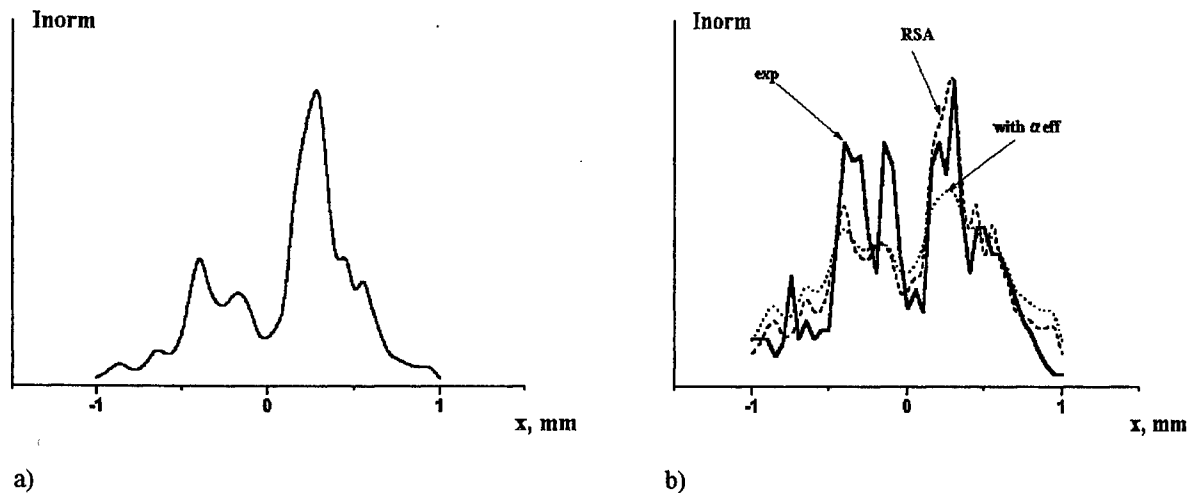 Inorm
-1
0
1
x, mm
a)
Inorm
RSA
exp
with αeff
-1
0
1
x, mm
b)